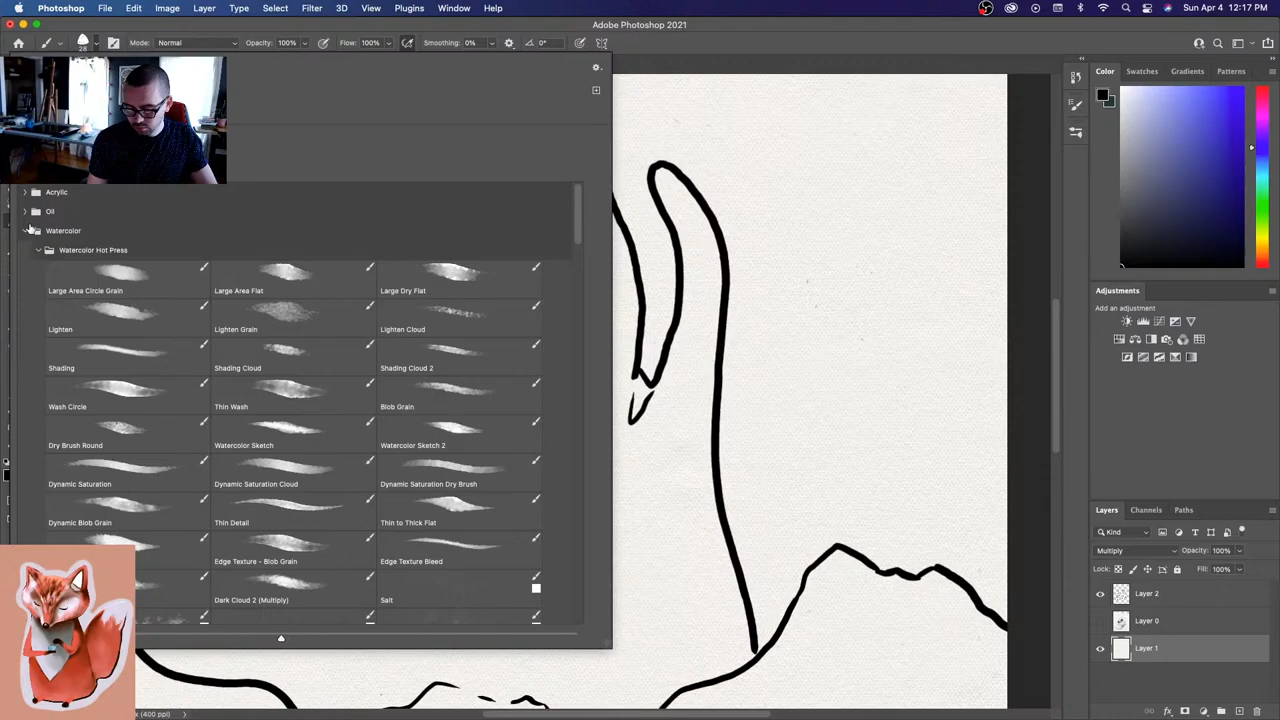 Photoshop File Edit Image Layer Type Select Filter 3D View Plugins Window Help Sun Apr 4 12:17 PM
Adobe Photoshop 2021
28 Mode: Normal Opacity: 100% Flow: 100% Smoothing: 0% 0°
Color Swatches Gradients Patterns
Acrylic
Oil
Watercolor
Watercolor Hot Press
Large Area Circle Grain Large Area Flat Large Dry Flat
Lighten Lighten Grain Lighten Cloud
Shading Shading Cloud Shading Cloud 2
Wash Circle Thin Wash Blob Grain
Dry Brush Round Watercolor Sketch Watercolor Sketch 2
Dynamic Saturation Dynamic Saturation Cloud Dynamic Saturation Dry Brush
Dynamic Blob Grain Thin Detail Thin to Thick Flat
Edge Texture - Blob Grain Edge Texture Bleed
Dark Cloud 2 (Multiply) Salt
Adjustments
Add an adjustment
Layers Channels Paths
Kind
Multiply Opacity: 100%
Lock: Fill: 100%
Layer 2
Layer 0
Layer 1
(400 ppi)